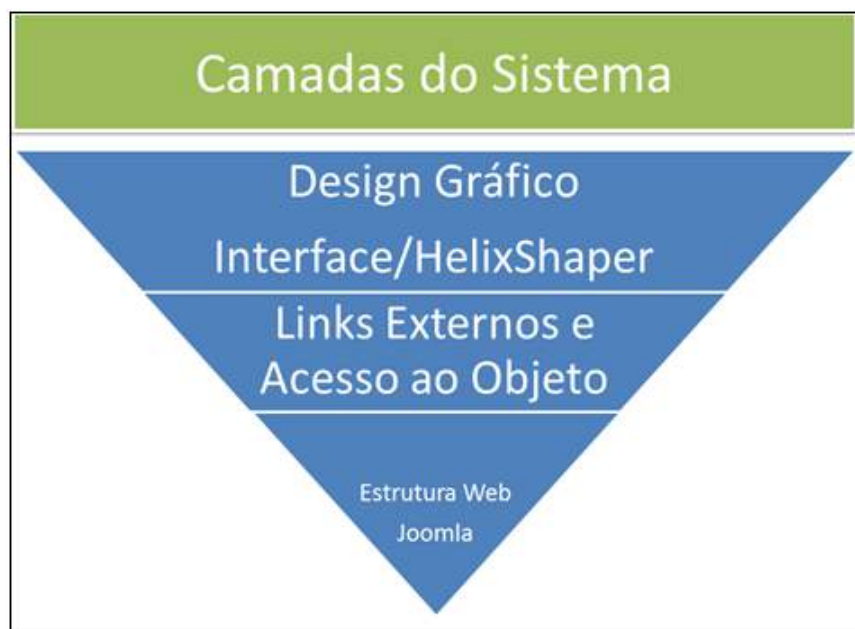 Camadas do Sistema
Design Gráfico
Interface/HelixShaper
Links Externos e
Acesso ao Objeto
Estrutura Web
Joomla